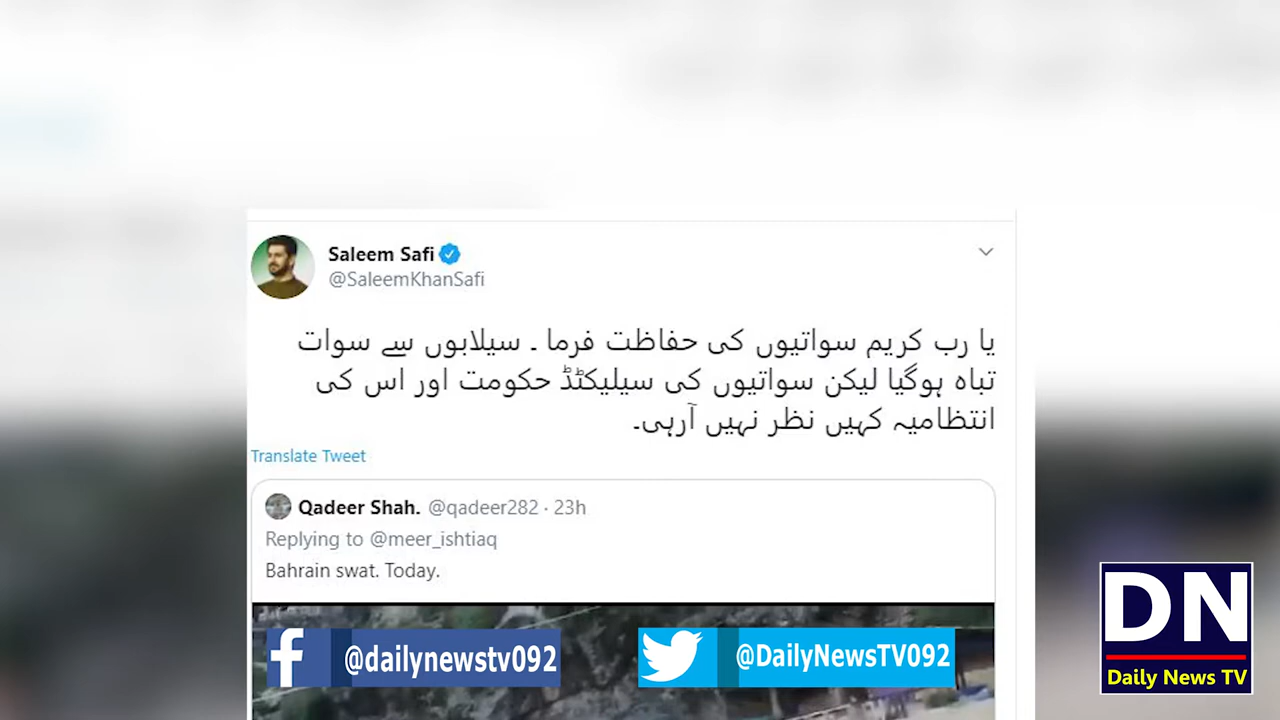 Saleem Safi
@SaleemKhanSafi
یا رب کریم سواتیوں کی حفاظت فرما ۔ سیلابوں سے سوات
تباہ ہوگیا لیکن سواتیوں کی سیلیکٹڈ حکومت اور اس کی
انتظامیہ کہیں نظر نہیں آرہی۔
Translate Tweet
Qadeer Shah. @qadeer282 · 23h
Replying to @meer_ishtiaq
Bahrain swat. Today.
@dailynewstv092
@DailyNewsTV092
DN
Daily News TV